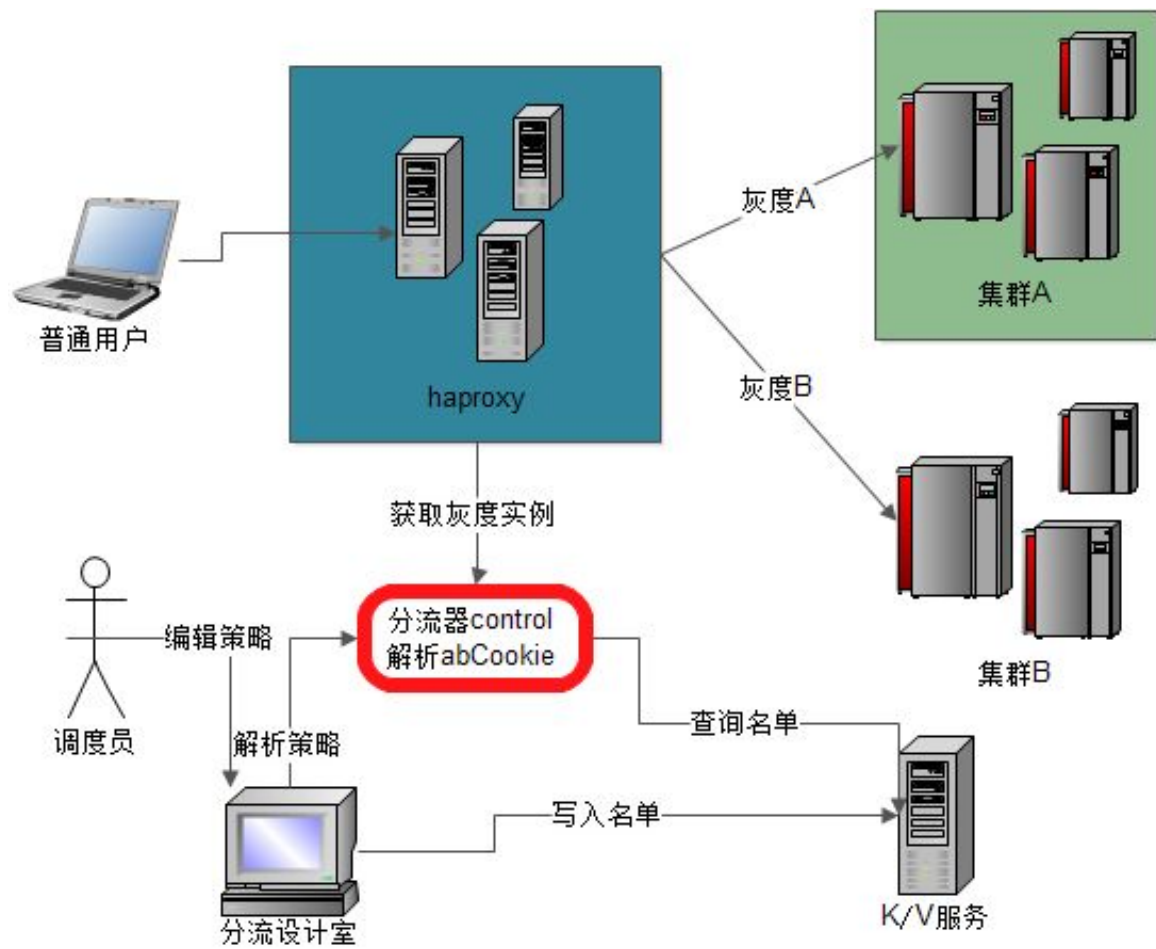 灰度A
集群A
普通用户
haproxy
灰度B
获取灰度实例
分流器control
解析abCookie
编辑策略
集群B
调度员
解析策略
查询名单
写入名单
分流设计室
K/V服务